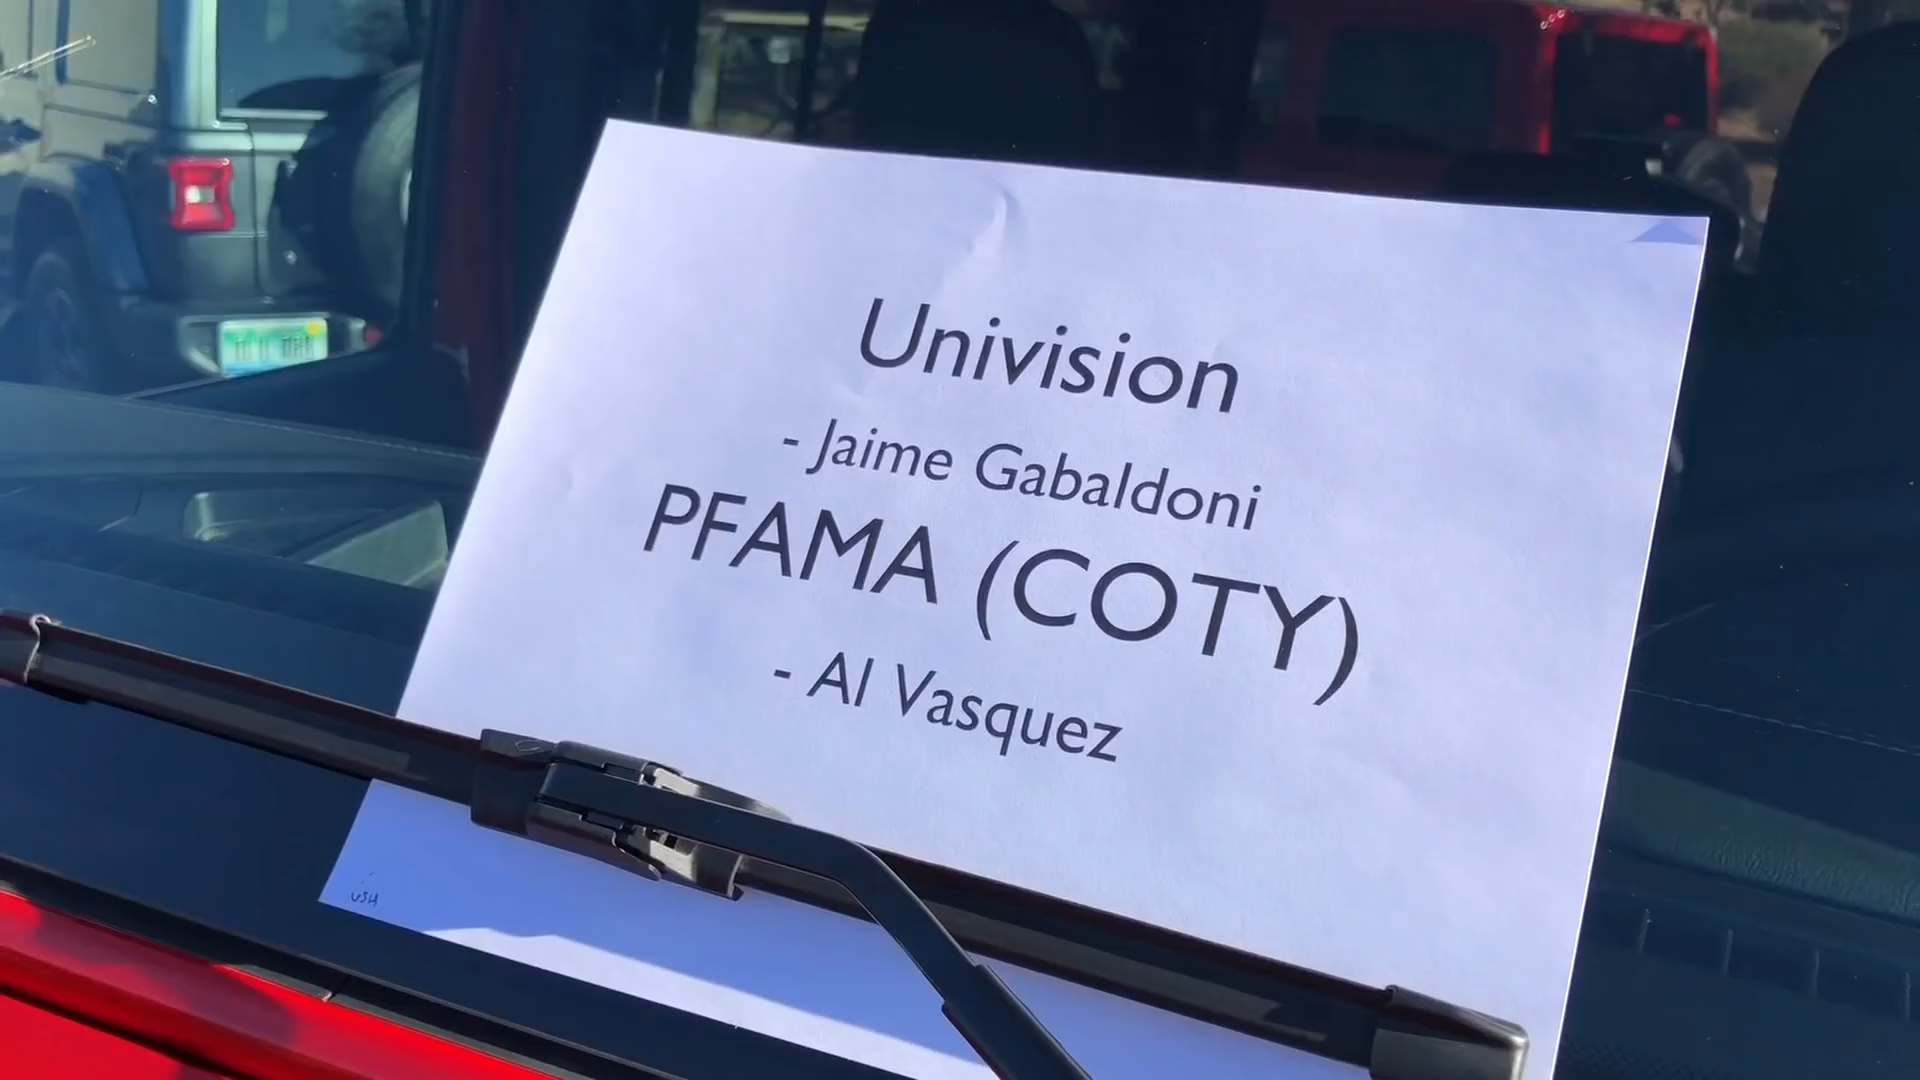 Univision
- Jaime Gabaldoni
PFAMA (COTY)
- Al Vasquez